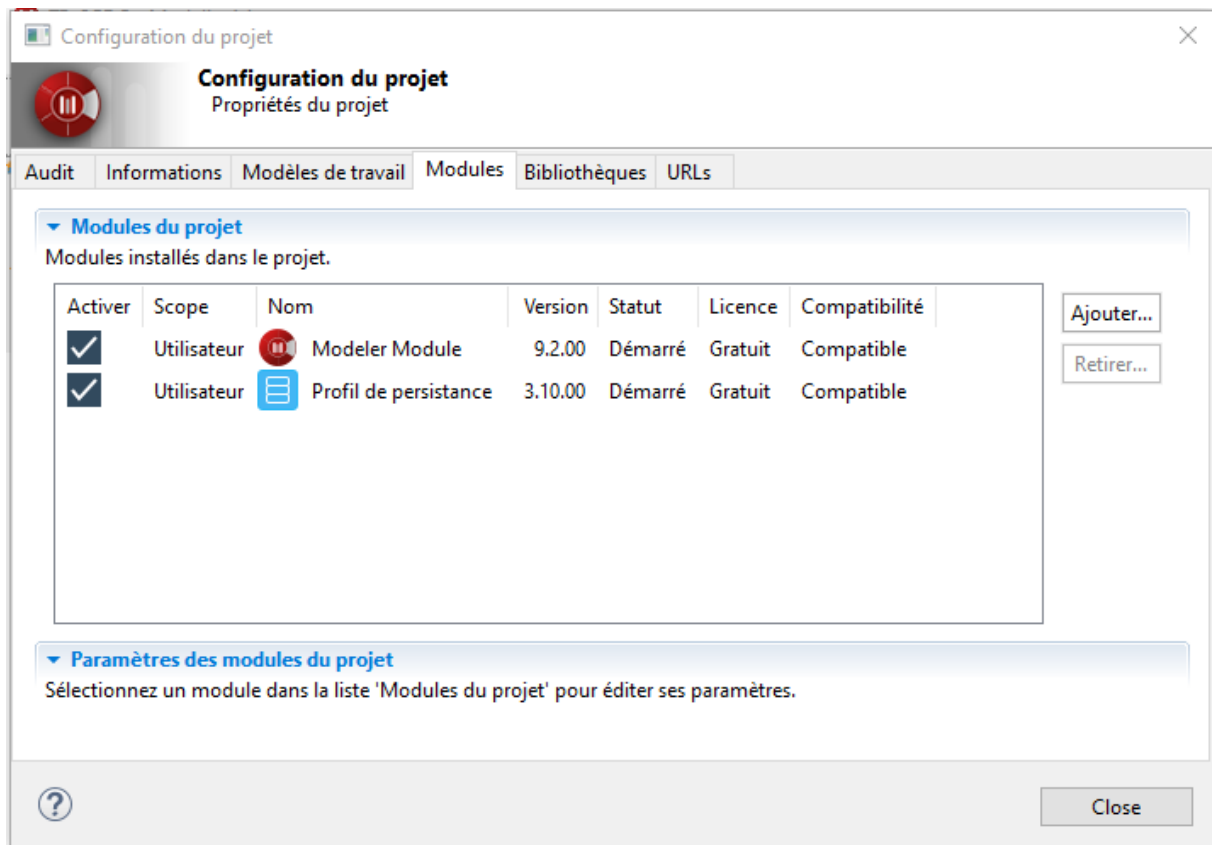 Configuration du projet
Configuration du projet
Propriétés du projet
Audit Informations Modèles de travail Modules Bibliothèques URLs
Modules du projet
Modules installés dans le projet.
Activer Scope Nom Version Statut Licence Compatibilité
Utilisateur Modeler Module 9.2.00 Démarré Gratuit Compatible
Utilisateur Profil de persistance 3.10.00 Démarré Gratuit Compatible
Ajouter...
Retirer...
Paramètres des modules du projet
Sélectionnez un module dans la liste 'Modules du projet' pour éditer ses paramètres.
?
Close